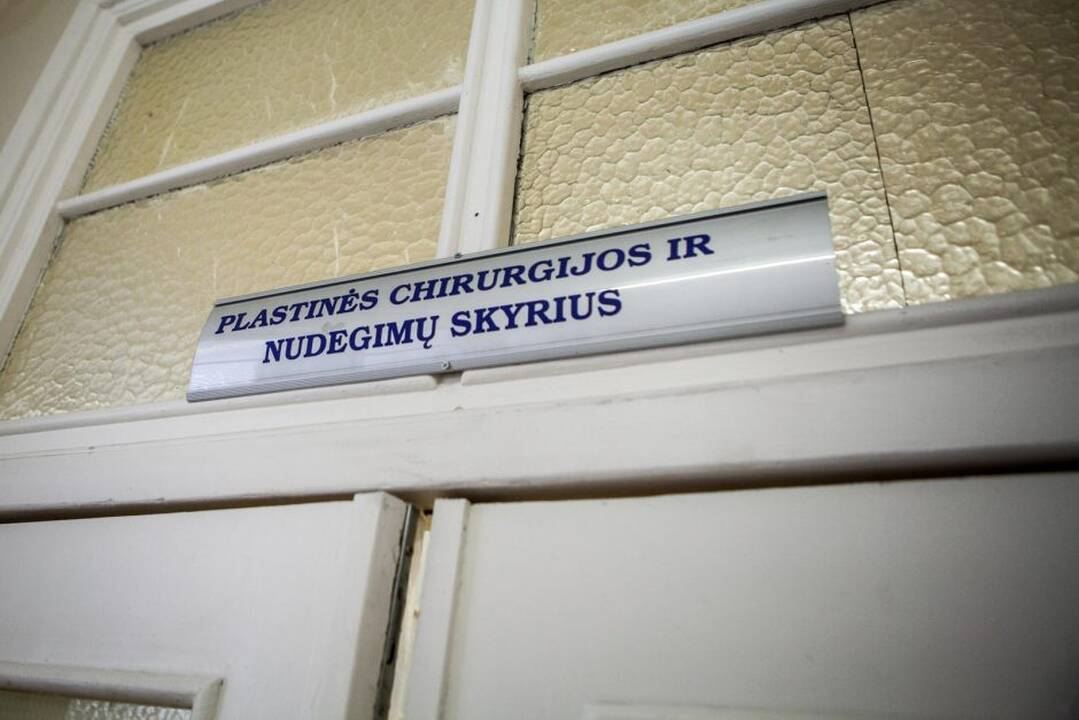 PLASTINĖS CHIRURGIJOS IR
NUDEGIMŲ SKYRIUS